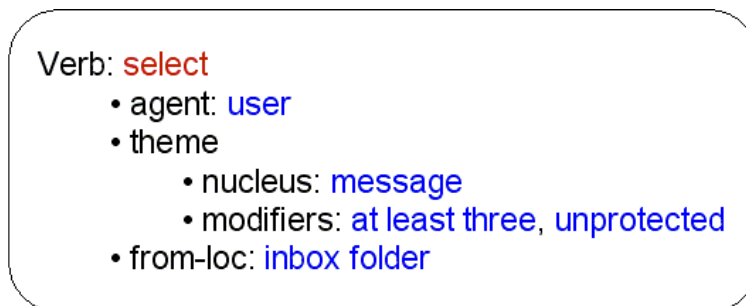 Verb: select
• agent: user
• theme
• nucleus: message
• modifiers: at least three, unprotected
• from-loc: inbox folder